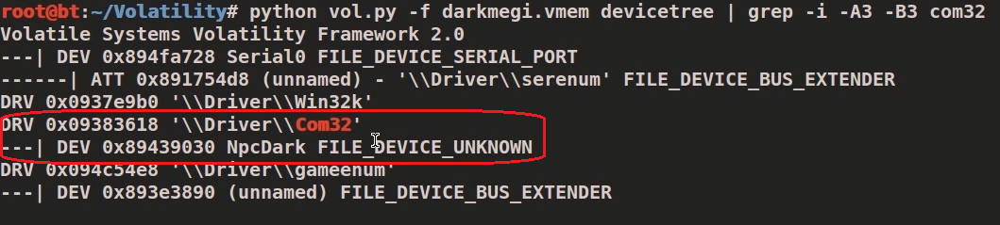 root@bt:~/Volatility# python vol.py -f darkmegi.vmem devicetree | grep -i -A3 -B3 com32
Volatile Systems Volatility Framework 2.0
---| DEV 0x894fa728 Serial0 FILE_DEVICE_SERIAL_PORT
------| ATT 0x891754d8 (unnamed) - '\\Driver\\serenum' FILE_DEVICE_BUS_EXTENDER
DRV 0x0937e9b0 '\\Driver\\Win32k'
DRV 0x09383618 '\\Driver\\Com32'
---| DEV 0x89439030 NpcDark FILE_DEVICE_UNKNOWN
DRV 0x094c54e8 '\\Driver\\gameenum'
---| DEV 0x893e3890 (unnamed) FILE_DEVICE_BUS_EXTENDER